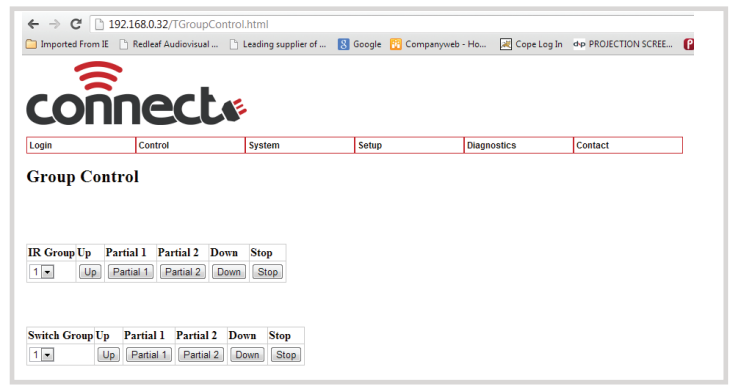 192.168.0.32/TGroupControl.html
Imported From IE Redleaf Audiovisual ... Leading supplier of ... Google Companyweb - Ho... Cope Log In dp PROJECTION SCREE...
connect
Login Control System Setup Diagnostics Contact
Group Control
IR Group Up Partial 1 Partial 2 Down Stop
1 Up Partial 1 Partial 2 Down Stop
Switch Group Up Partial 1 Partial 2 Down Stop
1 Up Partial 1 Partial 2 Down Stop